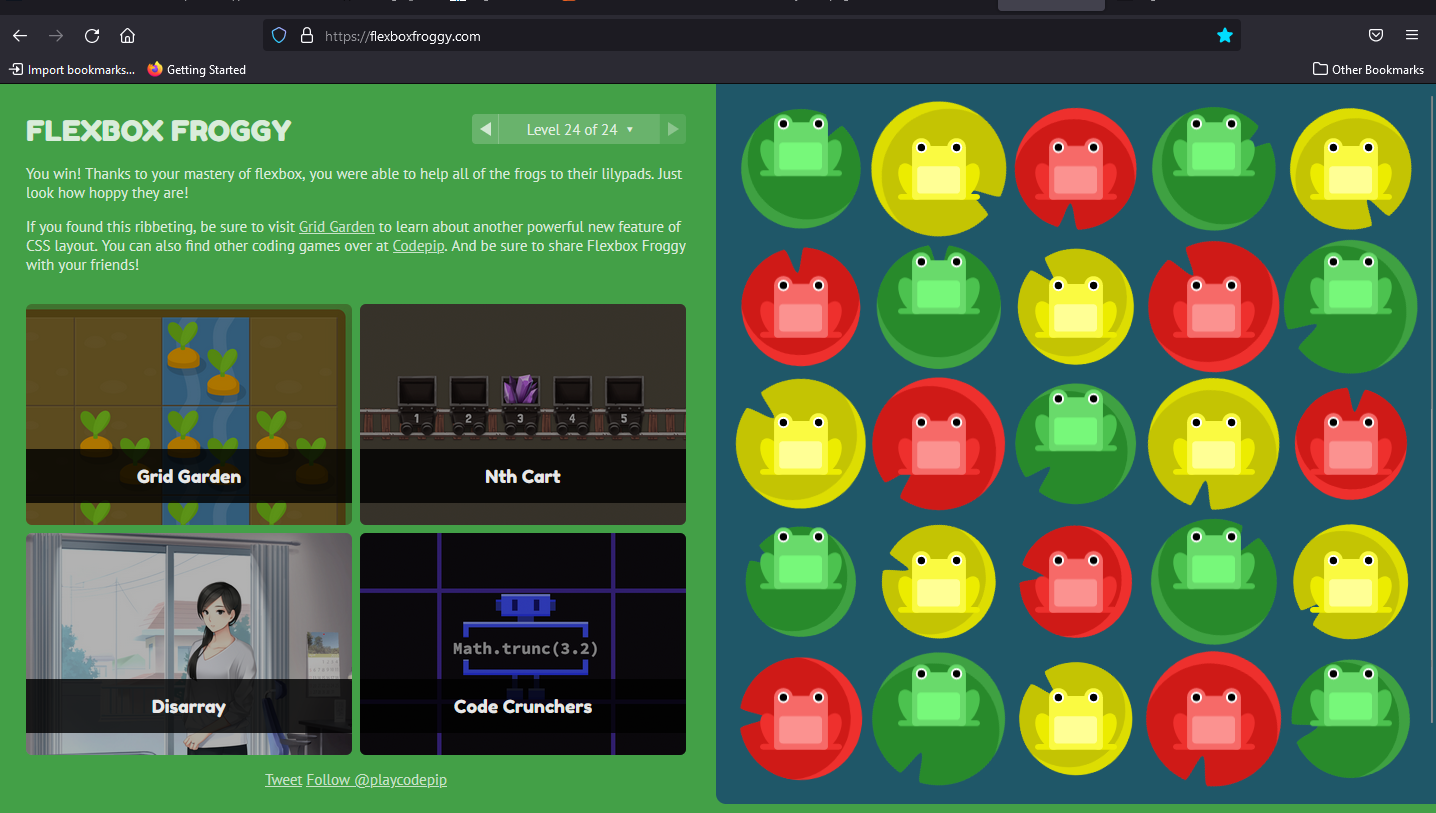 https://flexboxfroggy.com
Import bookmarks...
Getting Started
Other Bookmarks
FLEXBOX FROGGY
Level 24 of 24
You win! Thanks to your mastery of flexbox, you were able to help all of the frogs to their lilypads. Just
look how hoppy they are!
If you found this ribbeting, be sure to visit Grid Garden to learn about another powerful new feature of
CSS layout. You can also find other coding games over at Codepip. And be sure to share Flexbox Froggy
with your friends!
1 2 3 4 5
Grid Garden
Nth Cart
Math.trunc(3.2)
Disarray
Code Crunchers
Tweet Follow @playcodepip